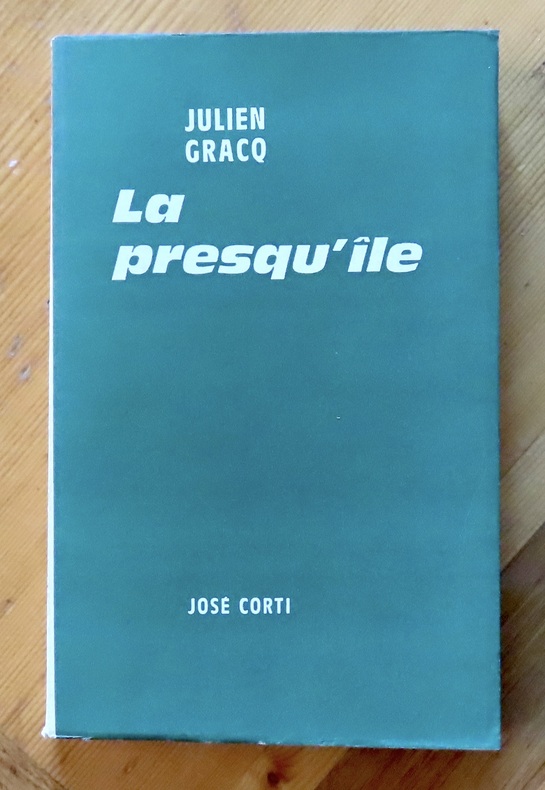 JULIEN
GRACQ
La
presqu'île
JOSÉ CORTI